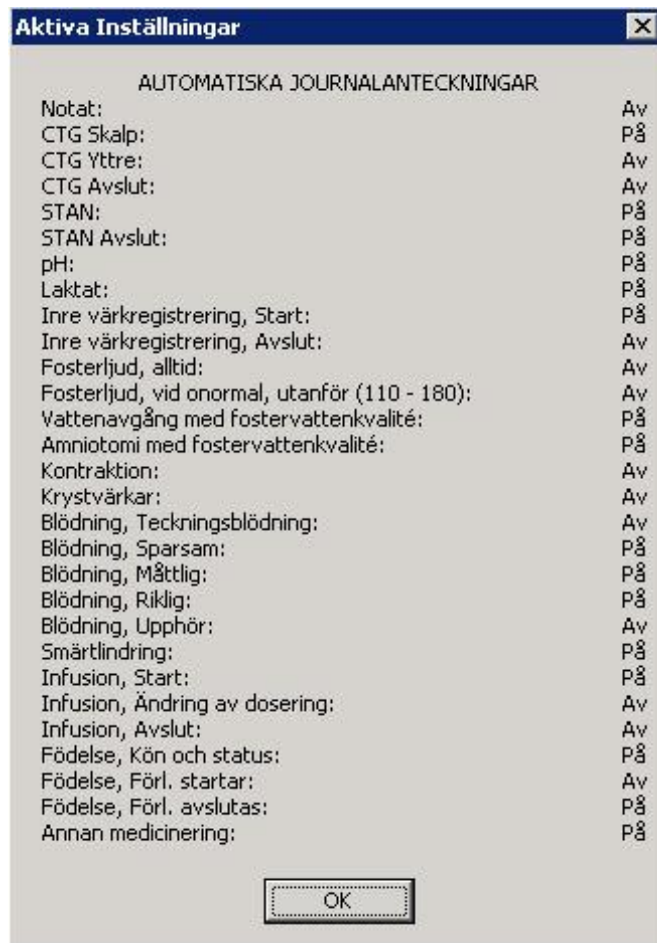 Aktiva Inställningar
AUTOMATISKA JOURNALANTECKNINGAR
Notat: Av
CTG Skalp: På
CTG Yttre: Av
CTG Avslut: Av
STAN: På
STAN Avslut: På
pH: På
Laktat: På
Inre värkregistrering, Start: På
Inre värkregistrering, Avslut: Av
Fosterljud, alltid: Av
Fosterljud, vid onormal, utanför (110 - 180): Av
Vattenavgång med fostervattenkvalité: På
Amniotomi med fostervattenkvalité: På
Kontraktion: Av
Krystvärkar: Av
Blödning, Teckningsblödning: Av
Blödning, Sparsam: På
Blödning, Måttlig: På
Blödning, Riklig: På
Blödning, Upphör: Av
Smärtlindring: På
Infusion, Start: På
Infusion, Ändring av dosering: Av
Infusion, Avslut: Av
Födelse, Kön och status: På
Födelse, Förl. startar: Av
Födelse, Förl. avslutas: På
Annan medicinering: På
OK